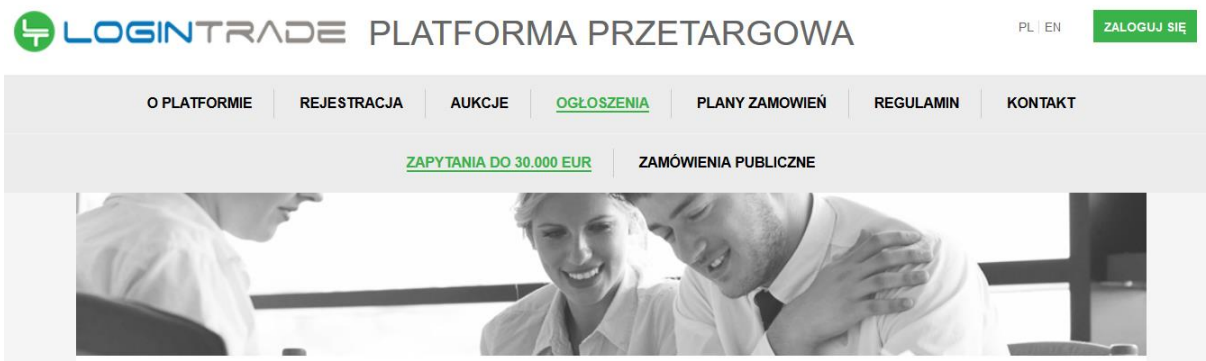 LOGINTRADE PLATFORMA PRZETARGOWA PL | EN ZALOGUJ SIĘ
O PLATFORMIE REJESTRACJA AUKCJE OGŁOSZENIA PLANY ZAMOWIEŃ REGULAMIN KONTAKT
ZAPYTANIA DO 30.000 EUR ZAMÓWIENIA PUBLICZNE